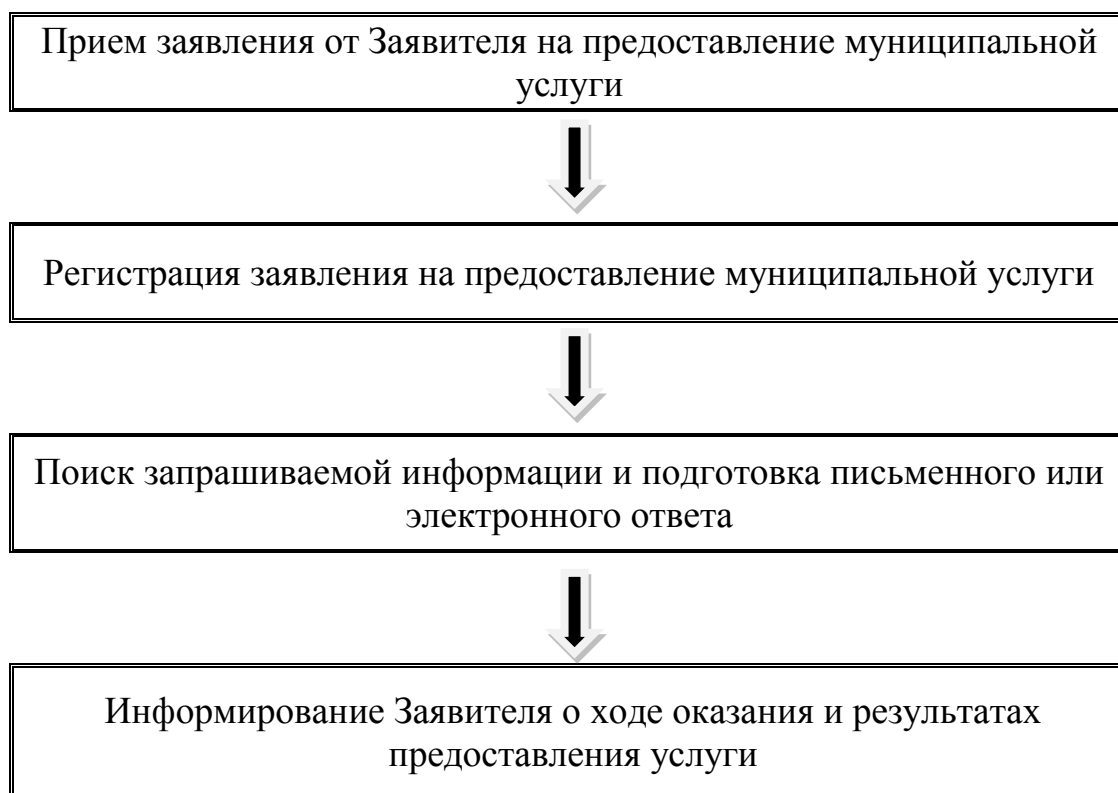 Прием заявления от Заявителя на предоставление муниципальной
услуги
Регистрация заявления на предоставление муниципальной услуги
Поиск запрашиваемой информации и подготовка письменного или
электронного ответа
Информирование Заявителя о ходе оказания и результатах
предоставления услуги